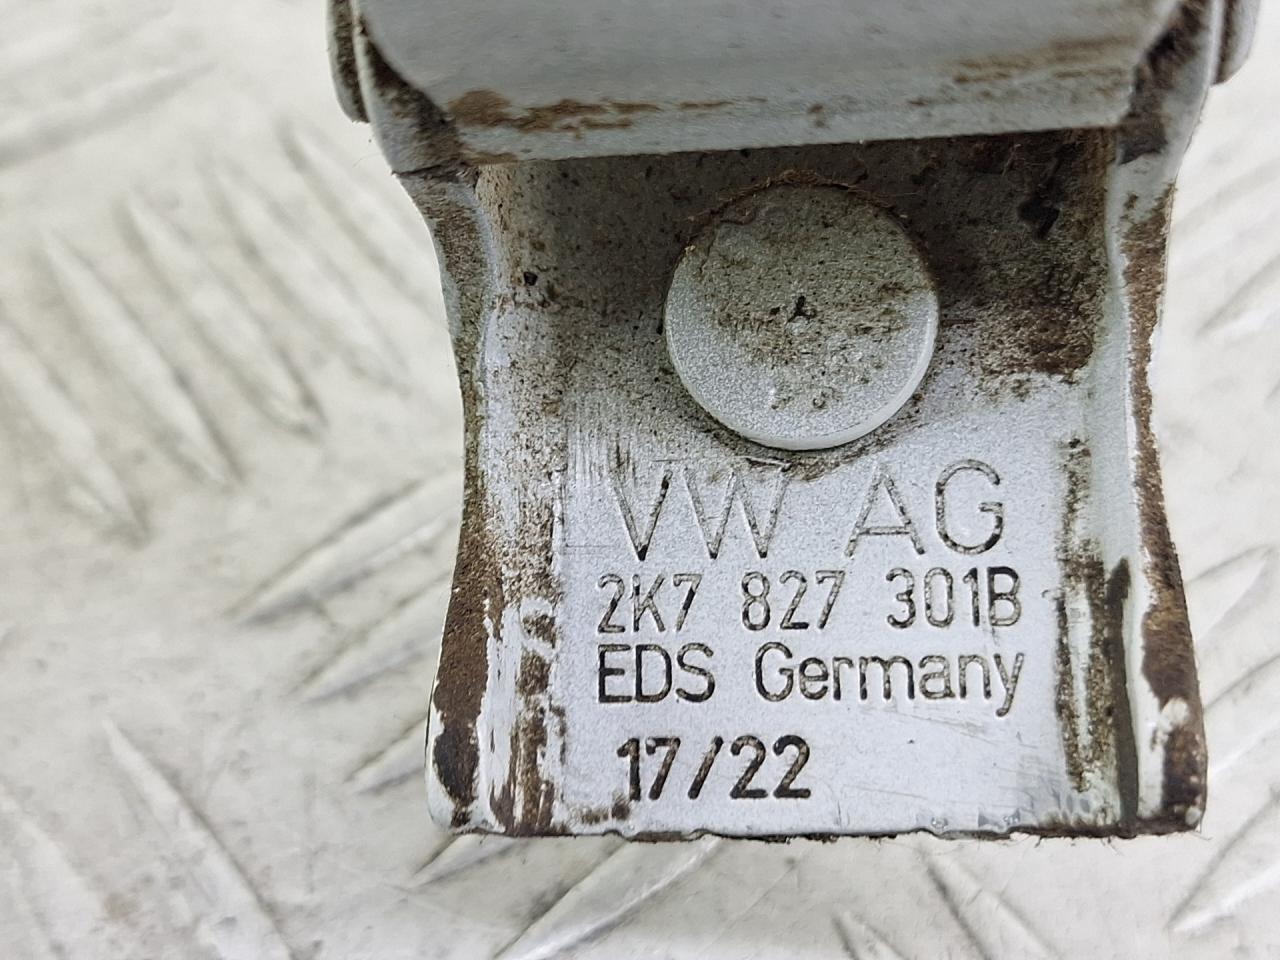 VW AG
2K7 827 301B
EDS Germany
17/22